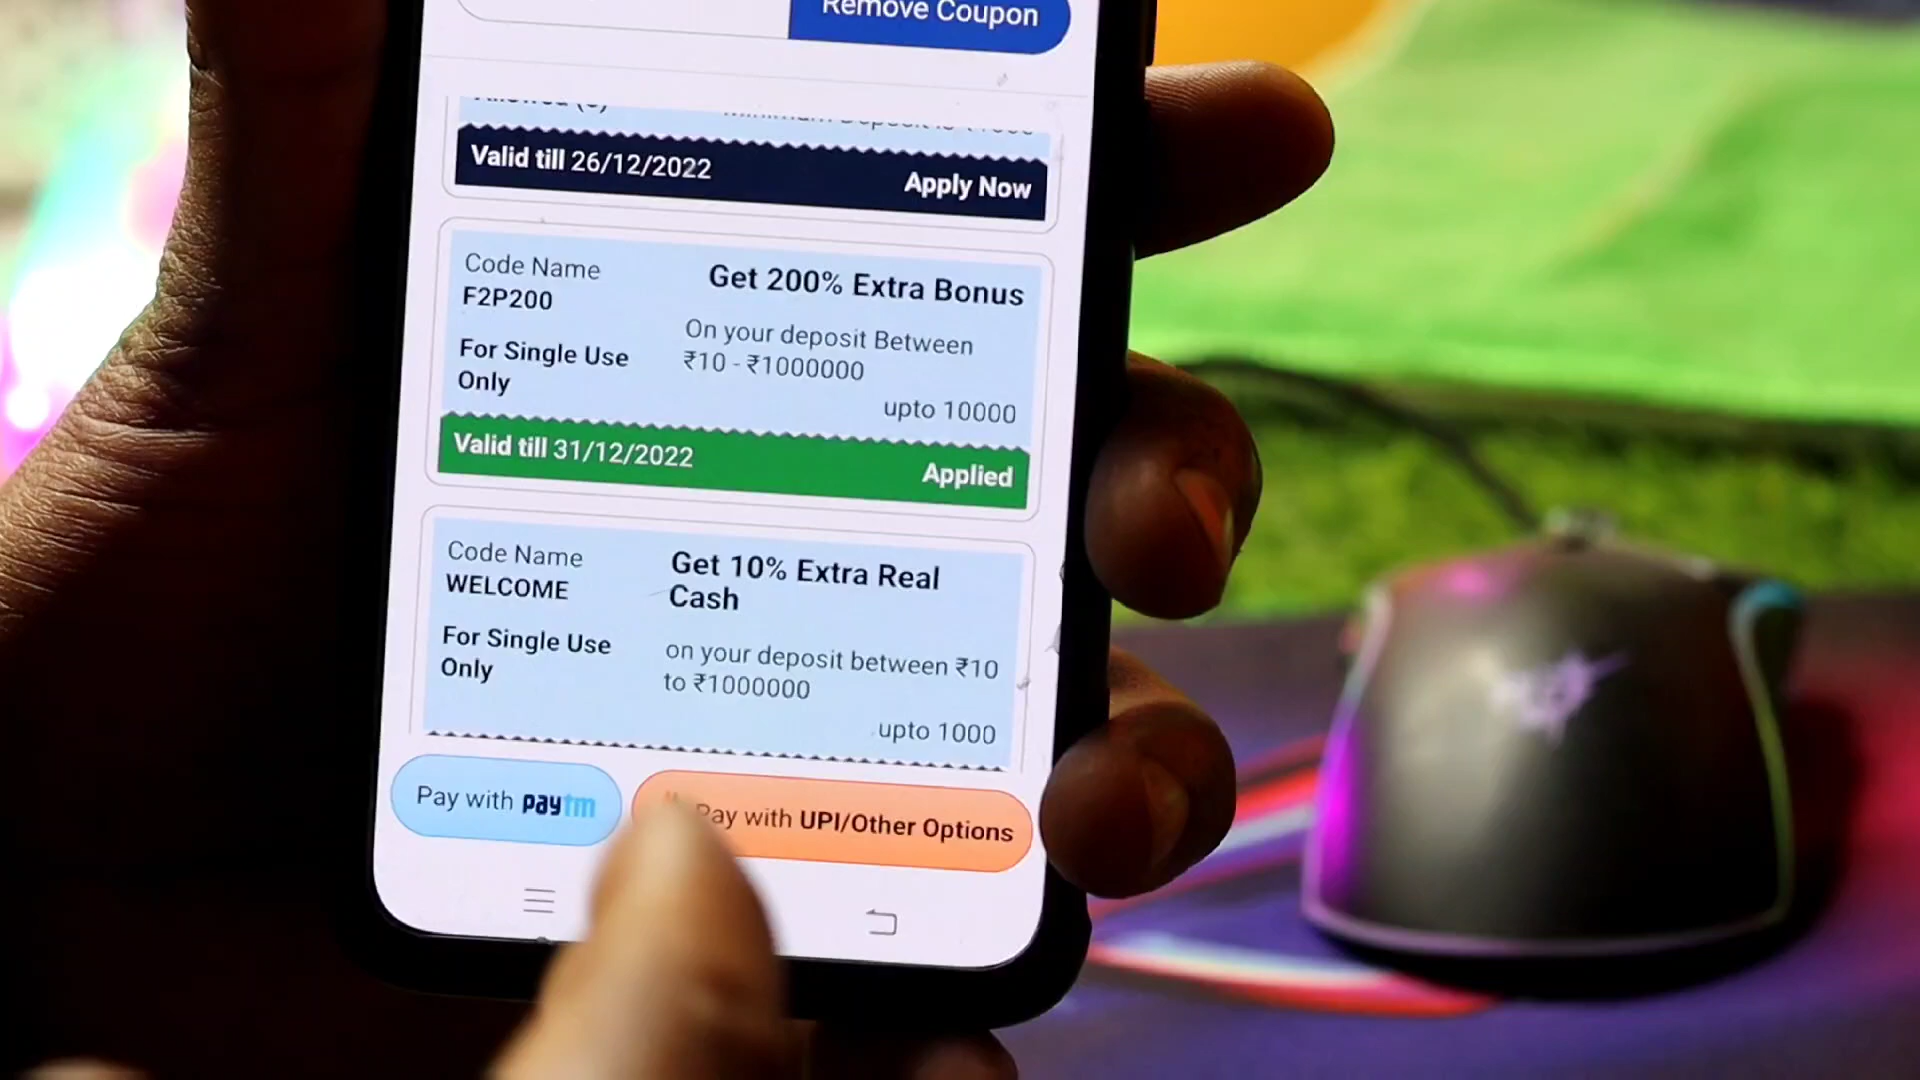 Remove Coupon
Valid till 26/12/2022
Apply Now
Code Name
F2P200
For Single Use
Only
Get 200% Extra Bonus
On your deposit Between
₹10 - ₹1000000
upto 10000
Valid till 31/12/2022
Applied
Code Name
WELCOME
For Single Use
Only
Get 10% Extra Real
Cash
on your deposit between ₹10
to ₹1000000
upto 1000
Pay with paytm
Pay with UPI/Other Options